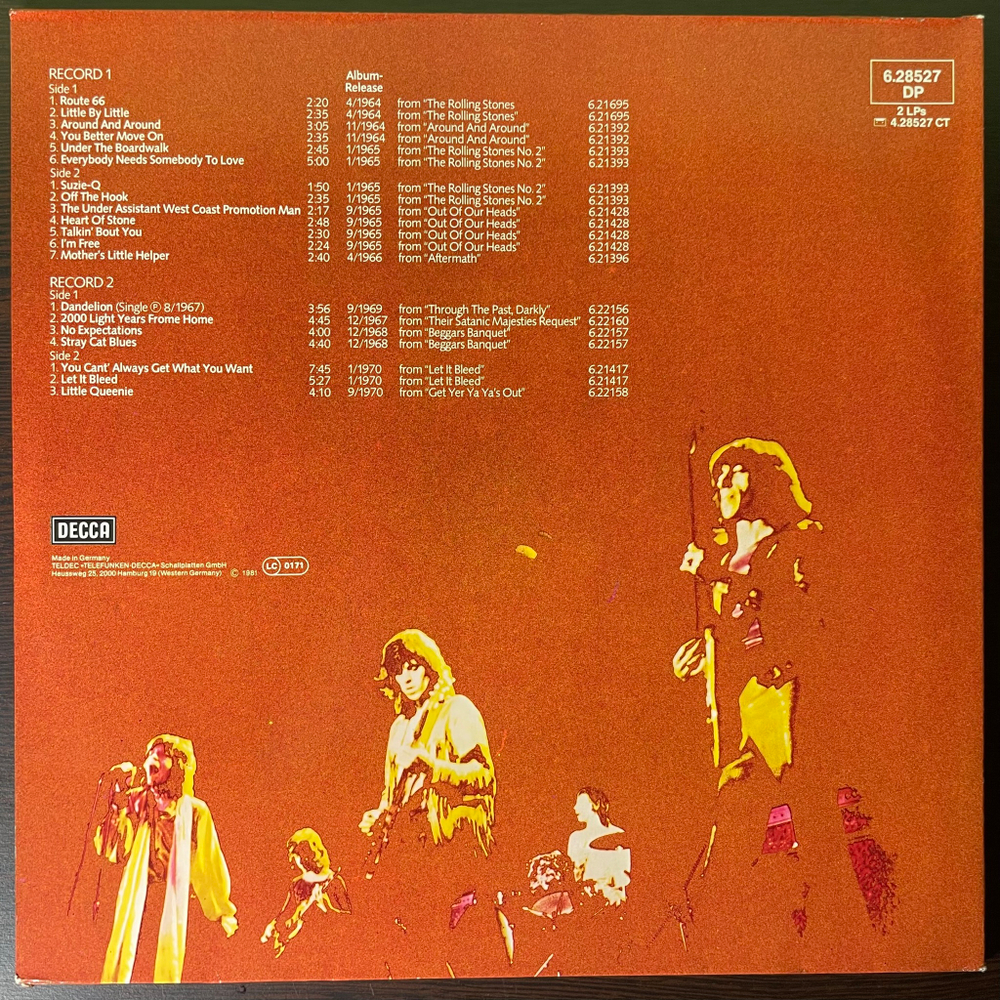 RECORD 1 Album-
Side 1 Release
1. Route 66 2:20 4/1964 from "The Rolling Stones 6.21695
2. Little By Little 2:35 4/1964 from "The Rolling Stones" 6.21695
3. Around And Around 3:05 11/1964 from "Around And Around" 6.21392
4. You Better Move On 2:35 11/1964 from "Around And Around" 6.21392
5. Under The Boardwalk 2:45 1/1965 from "The Rolling Stones No. 2" 6.21393
6. Everybody Needs Somebody To Love 5:00 1/1965 from "The Rolling Stones No. 2" 6.21393
Side 2
1. Suzie-Q 1:50 1/1965 from "The Rolling Stones No. 2" 6.21393
2. Off The Hook 2:35 1/1965 from "The Rolling Stones No. 2" 6.21393
3. The Under Assistant West Coast Promotion Man 2:17 9/1965 from "Out Of Our Heads" 6.21428
4. Heart Of Stone 2:48 9/1965 from "Out Of Our Heads" 6.21428
5. Talkin' Bout You 2:30 9/1965 from "Out Of Our Heads" 6.21428
6. I'm Free 2:24 9/1965 from "Out Of Our Heads" 6.21428
7. Mother's Little Helper 2:40 4/1966 from "Aftermath" 6.21396
RECORD 2
Side 1
1. Dandelion (Single Ⓟ 8/1967) 3:56 9/1969 from "Through The Past, Darkly" 6.22156
2. 2000 Light Years Frome Home 4:45 12/1967 from "Their Satanic Majesties Request" 6.22160
3. No Expectations 4:00 12/1968 from "Beggars Banquet" 6.22157
4. Stray Cat Blues 4:40 12/1968 from "Beggars Banquet" 6.22157
Side 2
1. You Cant' Always Get What You Want 7:45 1/1970 from "Let It Bleed" 6.21417
2. Let It Bleed 5:27 1/1970 from "Let It Bleed" 6.21417
3. Little Queenie 4:10 9/1970 from "Get Yer Ya Ya's Out" 6.22158
6.28527
DP
2 LPs
4.28527 CT
DECCA
Made in Germany
TELDEC »TELEFUNKEN-DECCA« Schallplatten GmbH
Heussweg 25, 2000 Hamburg 19 (Western Germany) © 1981 LC 0171